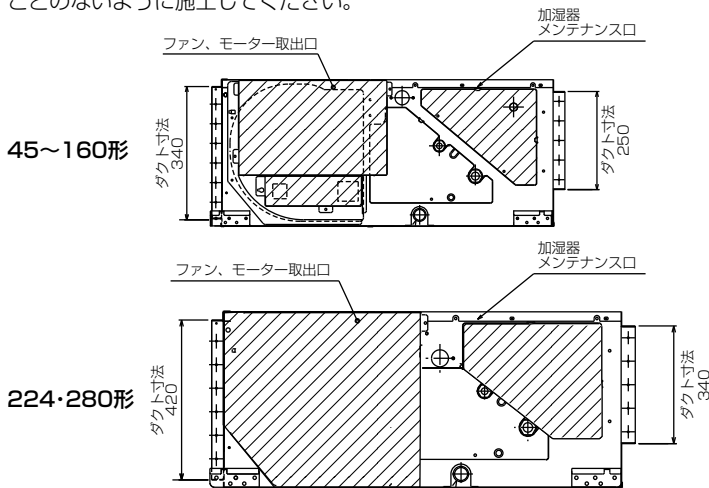 ことのないように施工してください。
加湿器
メンテナンス口
ファン、モーター取出口
45〜160形
ダクト寸法
340
ダクト寸法
250
加湿器
メンテナンス口
ファン、モーター取出口
224・280形
ダクト寸法
420
ダクト寸法
340